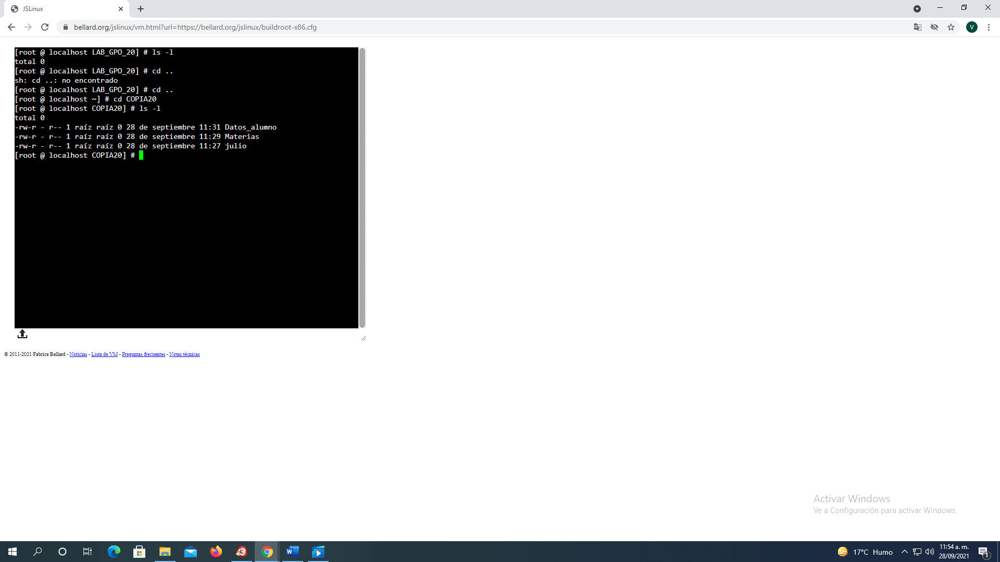 JSLinux
bellard.org/jslinux/vm.html?url=https://bellard.org/jslinux/buildroot-x86.cfg
V
[root @ localhost LAB_GPO_20] # ls -l
total 0
[root @ localhost LAB_GPO_20] # cd ..
sh: cd ..: no encontrado
[root @ localhost LAB_GPO_20] # cd ..
[root @ localhost ~] # cd COPIA20
[root @ localhost COPIA20] # ls -l
total 0
-rw-r - r-- 1 raíz raíz 0 28 de septiembre 11:31 Datos_alumno
-rw-r - r-- 1 raíz raíz 0 28 de septiembre 11:29 Materias
-rw-r - r-- 1 raíz raíz 0 28 de septiembre 11:27 julio
[root @ localhost COPIA20] #
© 2011-2021 Fabrice Bellard - Noticias - Lista de VM - Preguntas frecuentes - Notas técnicas
Activar Windows
Ve a Configuración para activar Windows.
17°C Humo
11:54 a. m.
28/09/2021
1